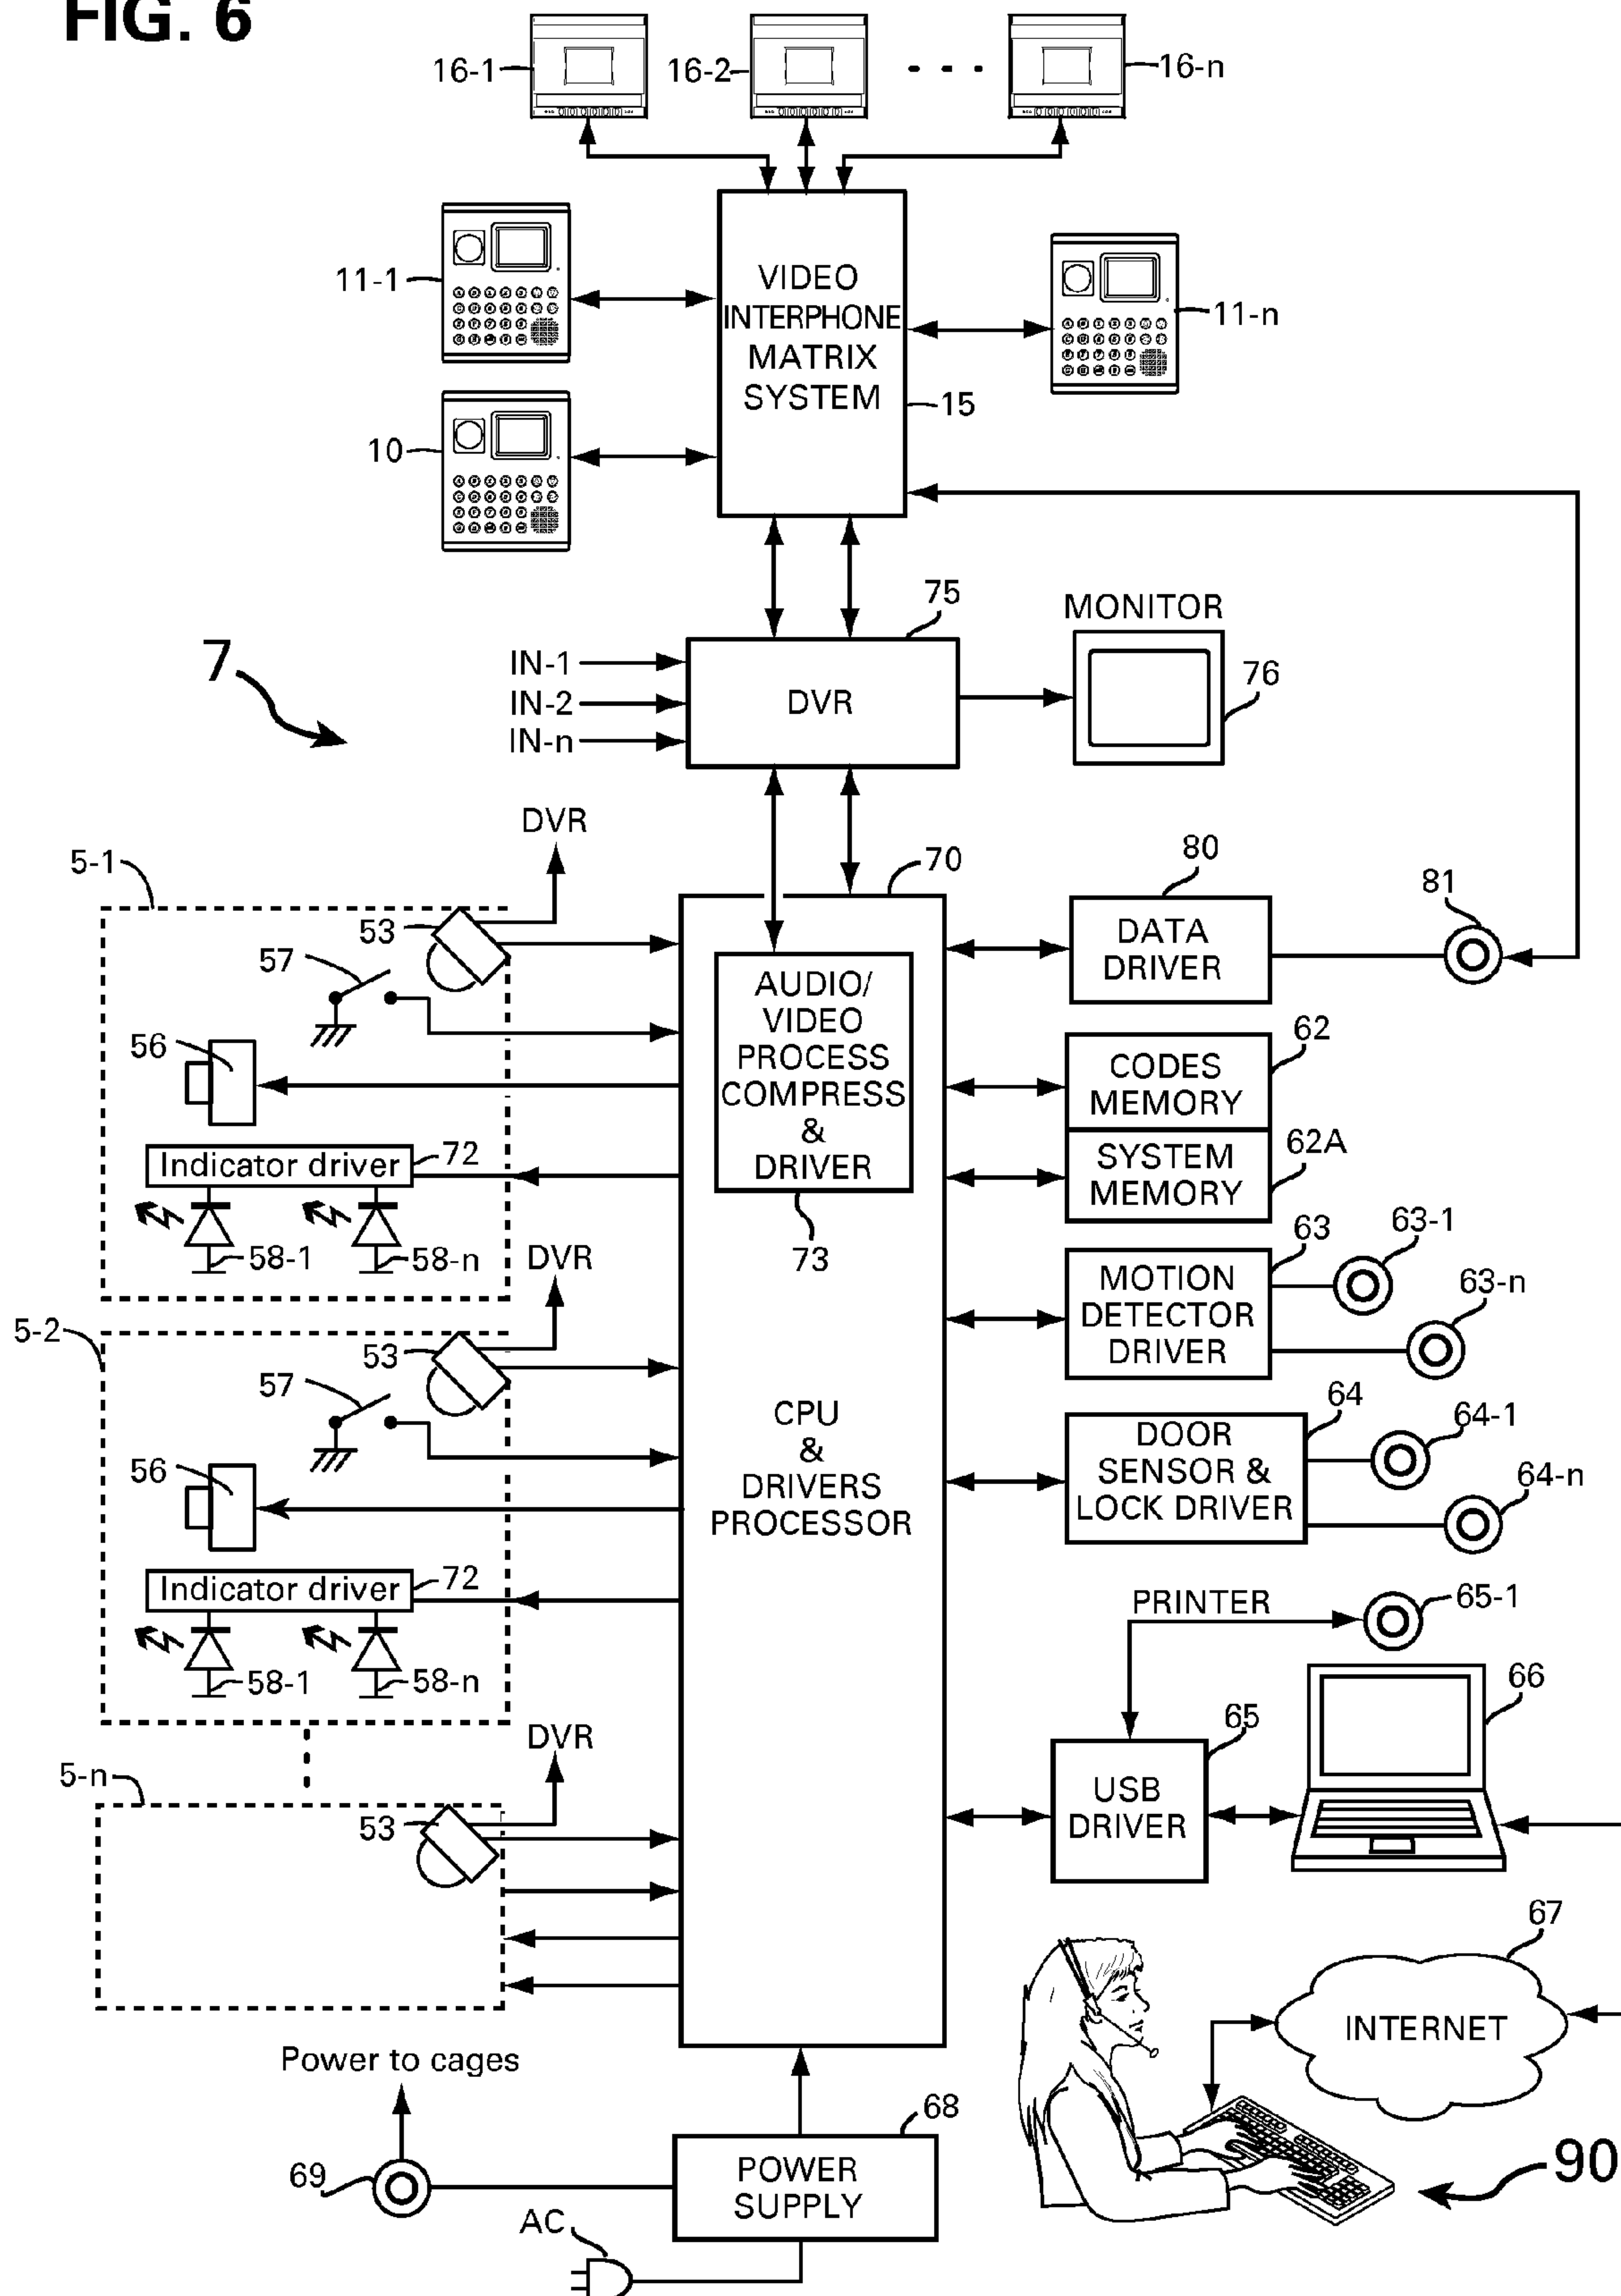 FIG. 6
16-1
16-2
16-n
11-1
VIDEO
INTERPHONE
MATRIX
SYSTEM
11-n
15
10
75
MONITOR
7
IN-1
IN-2
IN-n
DVR
76
DVR
5-1
70
80
81
53
57
DATA
DRIVER
AUDIO/
VIDEO
PROCESS
COMPRESS
&
DRIVER
56
62
CODES
MEMORY
Indicator driver
72
62A
SYSTEM
MEMORY
58-1
58-n
DVR
73
63
63-1
MOTION
DETECTOR
DRIVER
63-n
5-2
53
57
CPU
&
DRIVERS
PROCESSOR
64
64-1
DOOR
SENSOR &
LOCK DRIVER
64-n
56
Indicator driver
72
PRINTER
65-1
58-1
58-n
66
DVR
65
5-n
USB
DRIVER
53
67
INTERNET
Power to cages
68
69
POWER
SUPPLY
90
AC